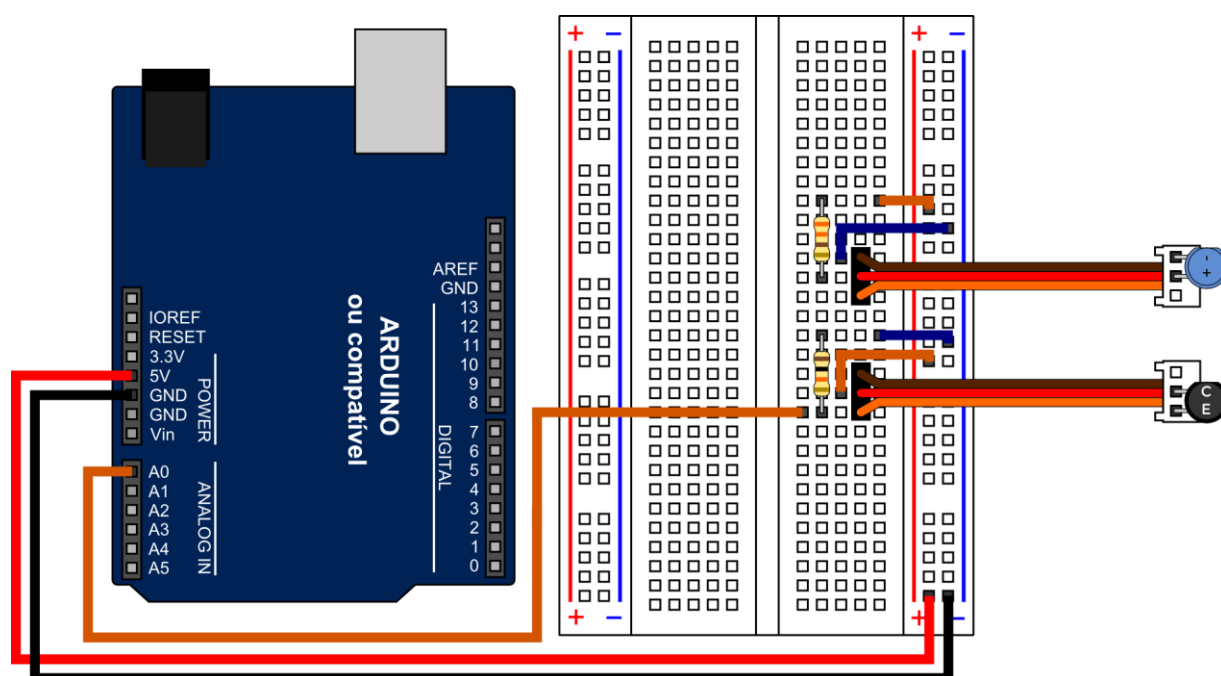 + −
+ −
AREF
GND
13
12
11
10
9
8
7
6
5
4
3
2
1
0
DIGITAL
ARDUINO
ou compatível
IOREF
RESET
3.3V
5V
GND
GND
Vin
POWER
A0
A1
A2
A3
A4
A5
ANALOG IN
-
+
C
E
+ −
+ −